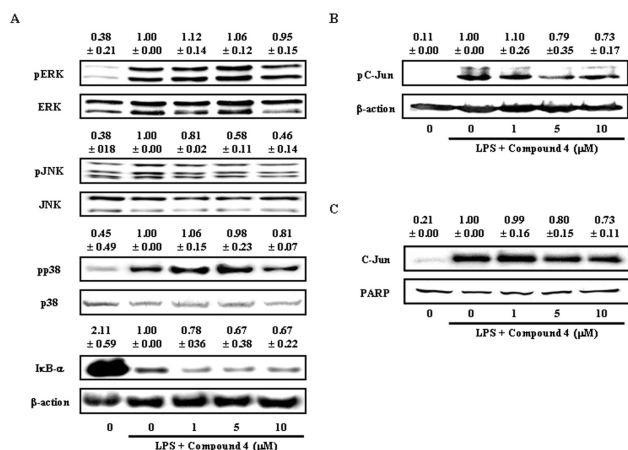 A
0.38 1.00 1.12 1.06 0.95
± 0.21 ± 0.00 ± 0.14 ± 0.12 ± 0.15
pERK
ERK
0.38 1.00 0.81 0.58 0.46
± 018 ± 0.00 ± 0.02 ± 0.11 ± 0.14
pJNK
JNK
0.45 1.00 1.06 0.98 0.81
± 0.49 ± 0.00 ± 0.15 ± 0.23 ± 0.07
pp38
p38
2.11 1.00 0.78 0.67 0.67
± 0.59 ± 0.00 ± 036 ± 0.38 ± 0.22
IκB-α
β-action
0 0 1 5 10
LPS + Compound 4 (μM)
B
0.11 1.00 1.10 0.79 0.73
± 0.00 ± 0.00 ± 0.26 ±0.35 ± 0.17
pC-Jun
β-action
0 0 1 5 10
LPS + Compound 4 (μM)
C
0.21 1.00 0.99 0.80 0.73
± 0.00 ± 0.00 ± 0.16 ±0.15 ± 0.11
C-Jun
PARP
0 0 1 5 10
LPS + Compound 4 (μM)